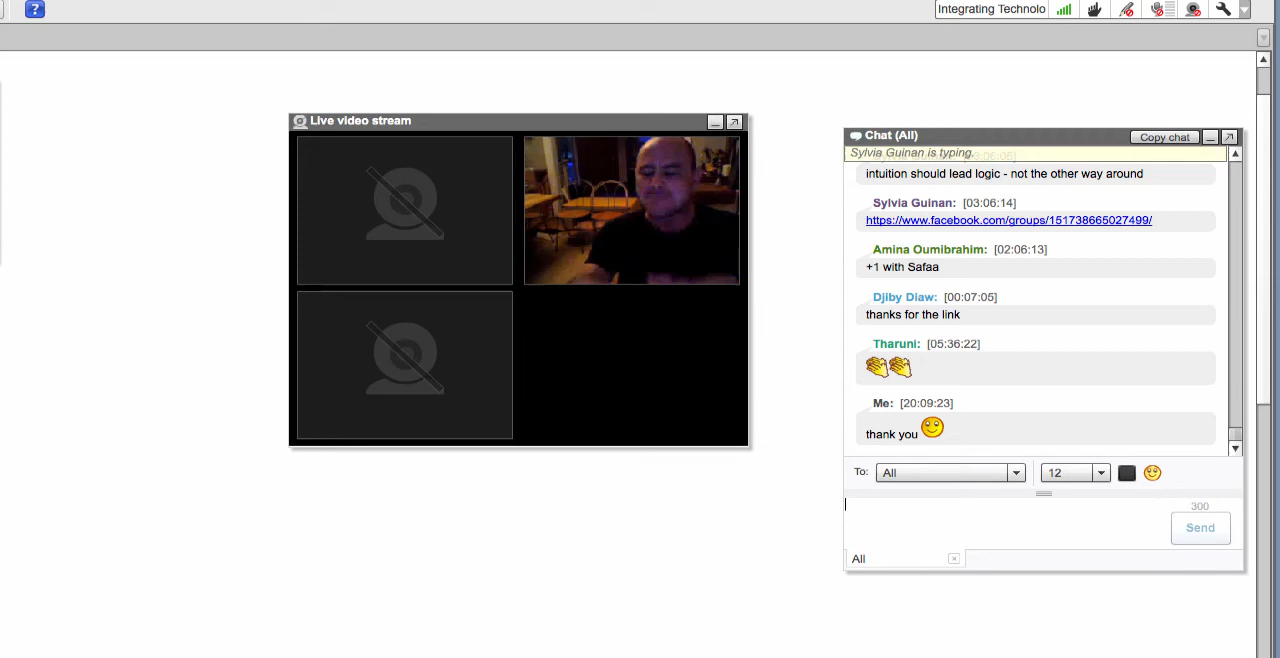 ?
Integrating Technolo
Live video stream
Chat (All)
Copy chat
Sylvia Guinan is typing.
[03:06:05]
intuition should lead logic - not the other way around
Sylvia Guinan: [03:06:14]
https://www.facebook.com/groups/151738665027499/
Amina Oumibrahim: [02:06:13]
+1 with Safaa
Djiby Diaw: [00:07:05]
thanks for the link
Tharuni: [05:36:22]
Me: [20:09:23]
thank you
To: All 12
300
Send
All